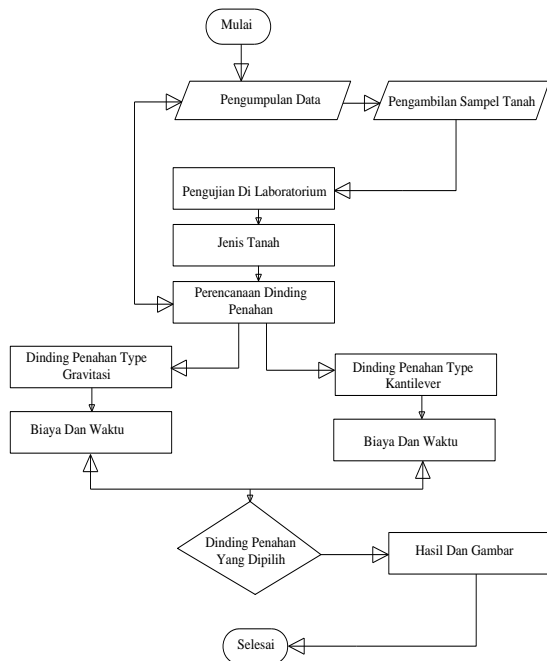 Mulai
Pengumpulan Data
Pengambilan Sampel Tanah
Pengujian Di Laboratorium
Jenis Tanah
Perencanaan Dinding
Penahan
Dinding Penahan Type
Gravitasi
Dinding Penahan Type
Kantilever
Biaya Dan Waktu
Biaya Dan Waktu
Dinding Penahan
Yang Dipilih
Hasil Dan Gambar
Selesai